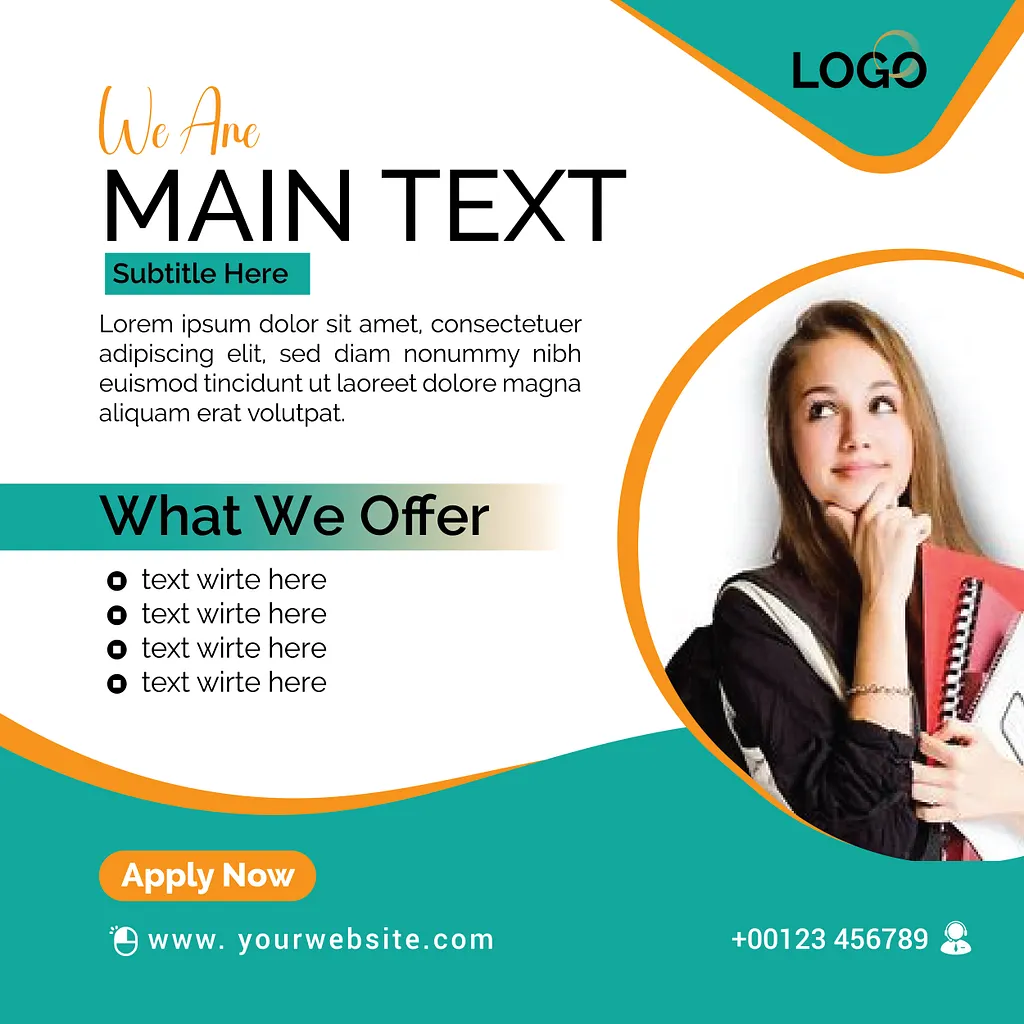 LOGO
We Are
MAIN TEXT
Subtitle Here
Lorem ipsum dolor sit amet, consectetuer
adipiscing elit, sed diam nonummy nibh
euismod tincidunt ut laoreet dolore magna
aliquam erat volutpat.
What We Offer
text wirte here
text wirte here
text wirte here
text wirte here
Apply Now
www. yourwebsite.com
+00123 456789